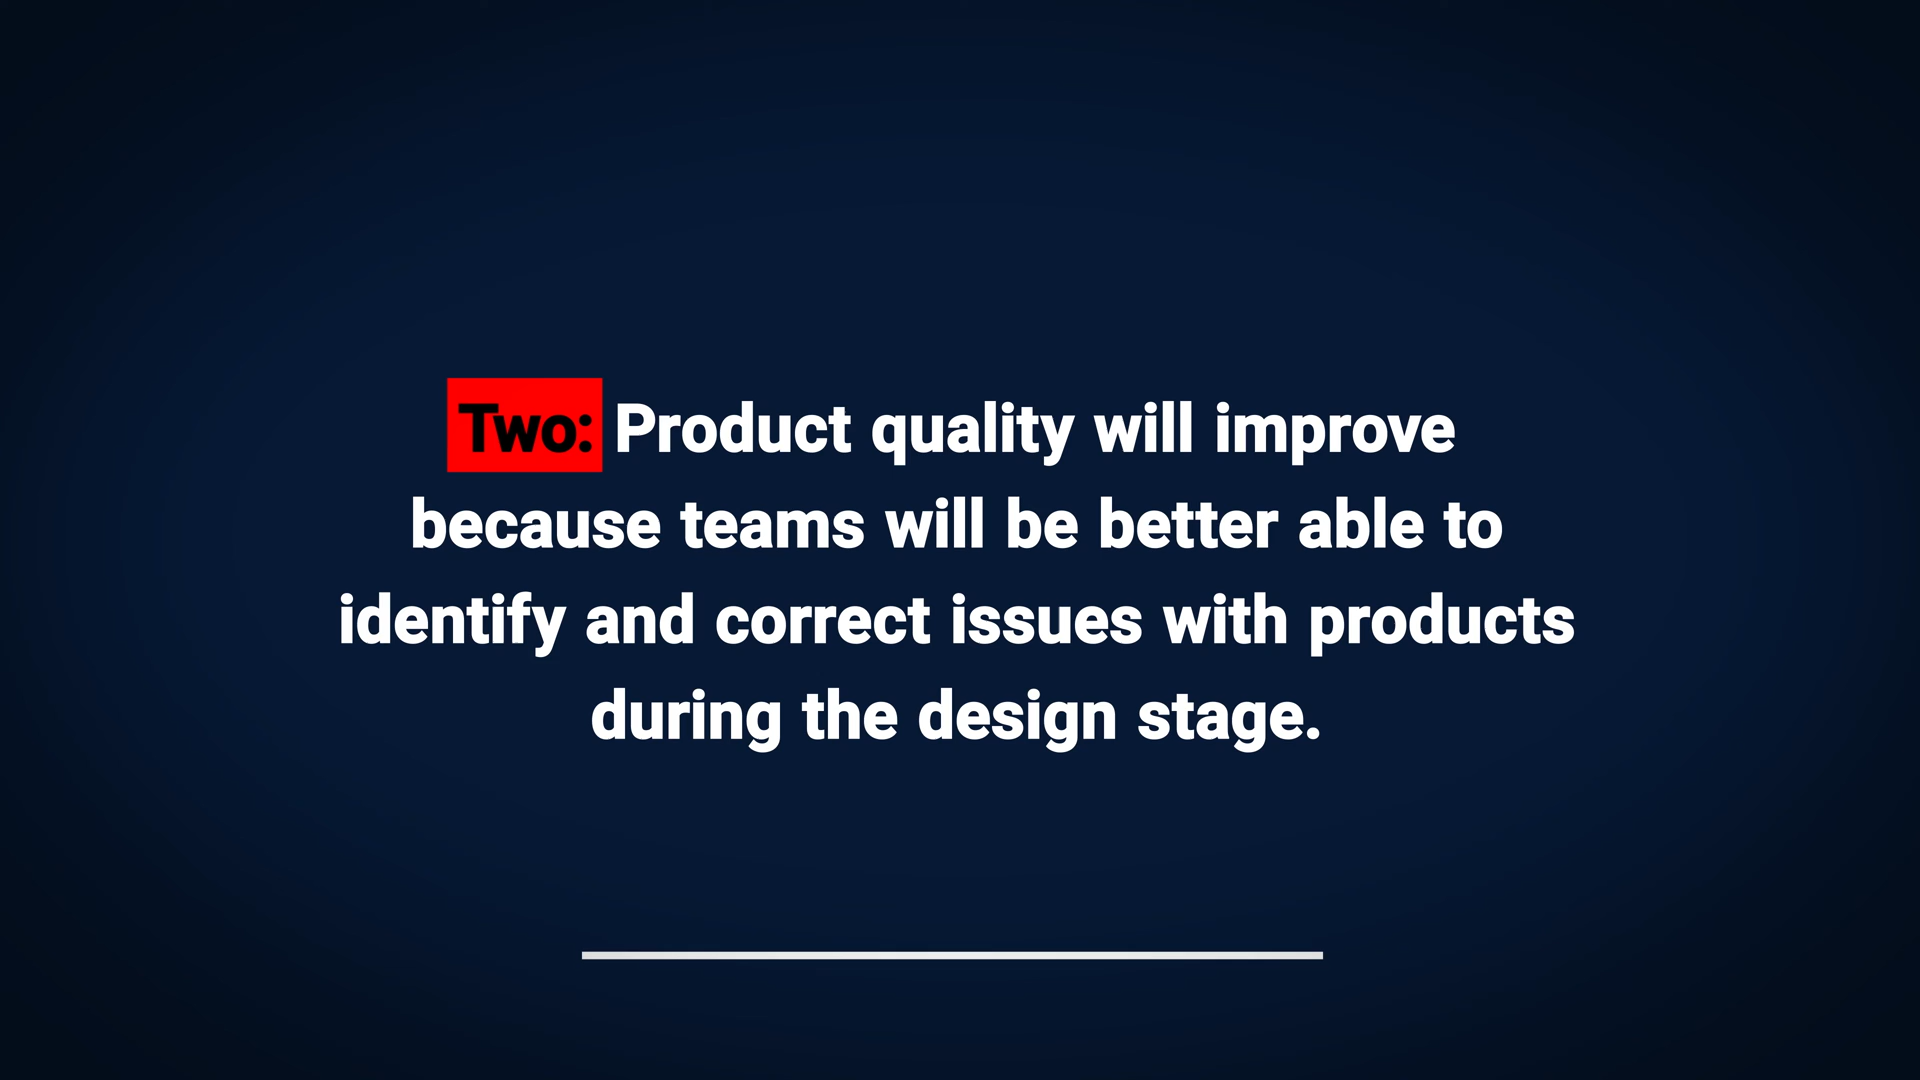 Two: Product quality will improve
because teams will be better able to
identify and correct issues with products
during the design stage.